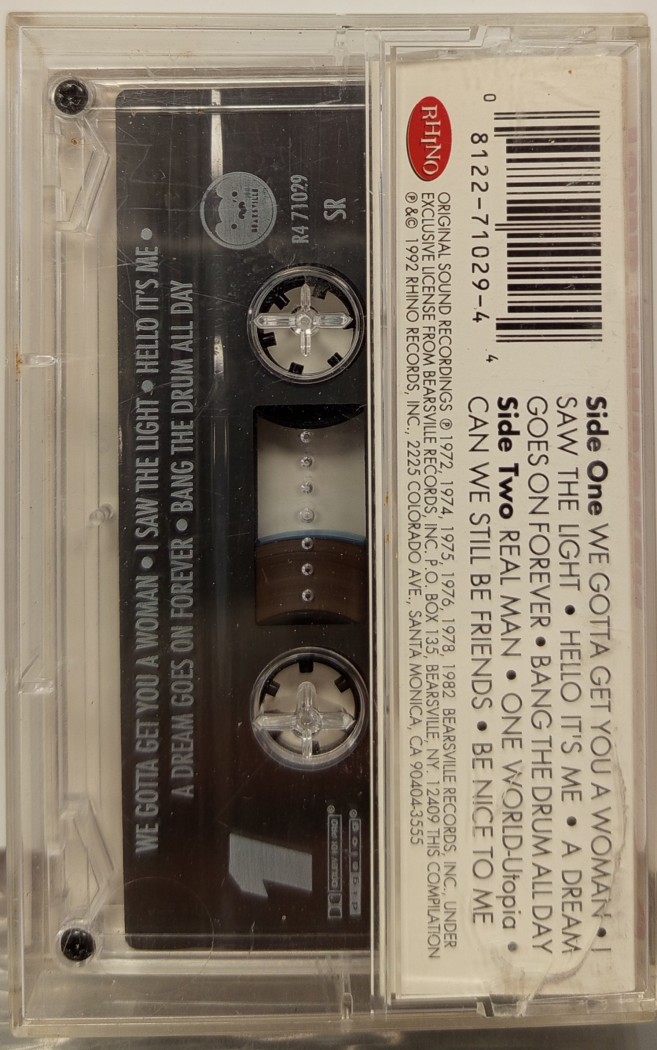 0
8122-71029-4
4
RHINO
Side One WE GOTTA GET YOU A WOMAN • I
SAW THE LIGHT • HELLO IT'S ME • A DREAM
GOES ON FOREVER • BANG THE DRUM ALL DAY
Side Two REAL MAN • ONE WORLD-Utopia •
CAN WE STILL BE FRIENDS • BE NICE TO ME
ORIGINAL SOUND RECORDINGS ℗ 1972, 1974, 1975, 1976, 1978, 1982 BEARSVILLE RECORDS, INC., UNDER
EXCLUSIVE LICENSE FROM BEARSVILLE RECORDS, INC. P.O. BOX 135, BEARSVILLE, NY. 12409 THIS COMPILATION
℗ & © 1992 RHINO RECORDS, INC., 2225 COLORADO AVE., SANTA MONICA, CA 90404-3555
SR
R4 71029
1
WE GOTTA GET YOU A WOMAN • I SAW THE LIGHT • HELLO IT'S ME •
A DREAM GOES ON FOREVER • BANG THE DRUM ALL DAY